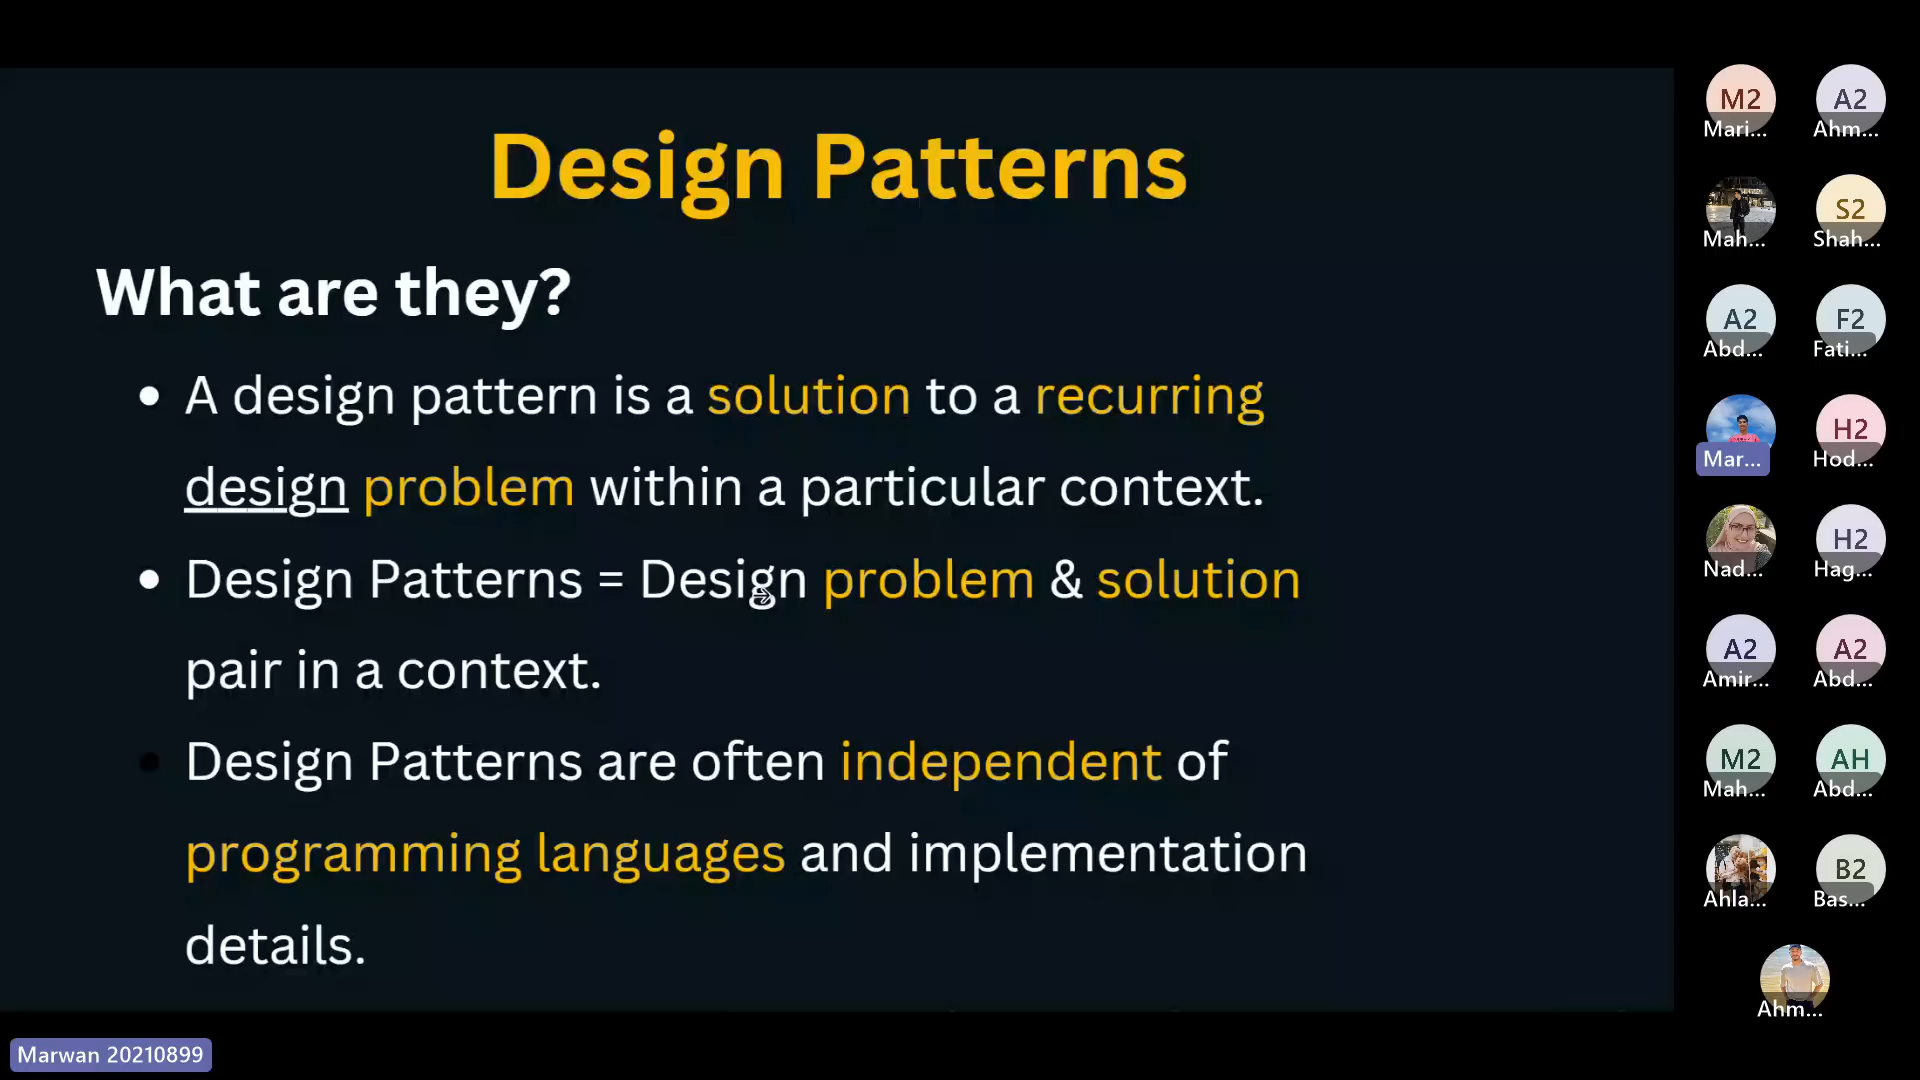 Design Patterns
What are they?
• A design pattern is a solution to a recurring
design problem within a particular context.
• Design Patterns = Design problem & solution
pair in a context.
• Design Patterns are often independent of
programming languages and implementation
details.
M2 A2
Mari... Ahm...
S2
Mah... Shah...
A2 F2
Abd... Fati...
H2
Mar... Hod...
H2
Nad... Hag...
A2 A2
Amir... Abd...
M2 AH
Mah... Abd...
B2
Ahla... Bas...
Ahm...
Marwan 20210899